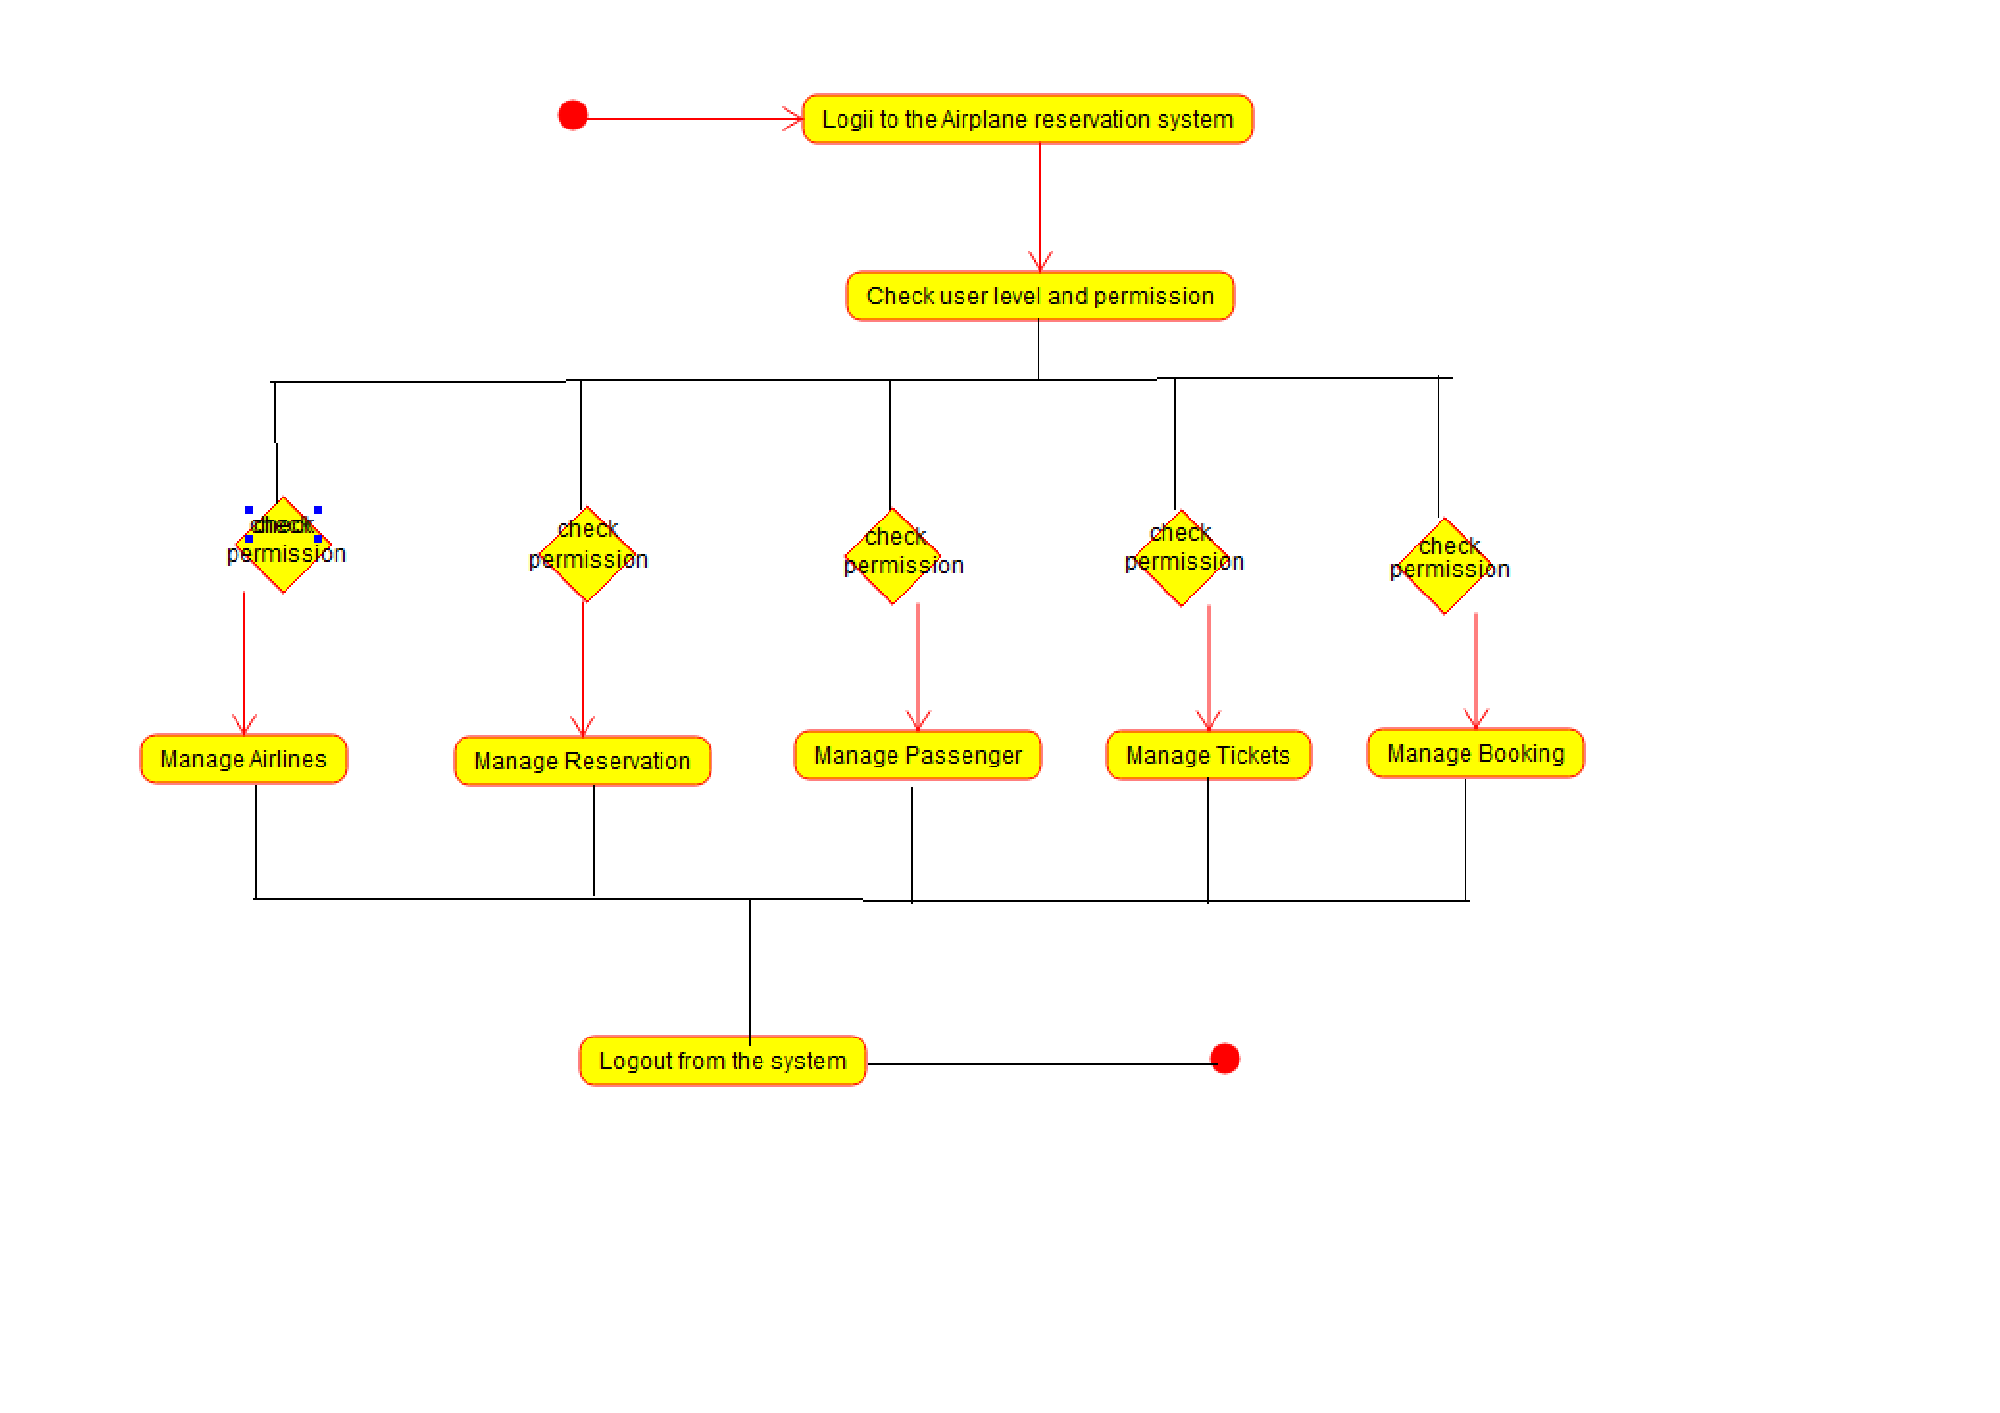 Logii to the Airplane reservation system
Check user level and permission
check
permission
check
permission
check
permission
check
permission
check
permission
Manage Airlines
Manage Reservation
Manage Passenger
Manage Tickets
Manage Booking
Logout from the system